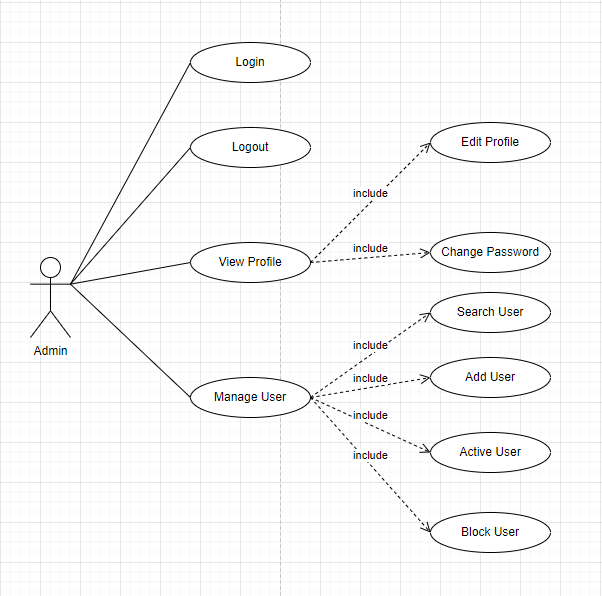 Login
Logout
Edit Profile
include
include
Change Password
View Profile
Admin
Search User
include
include
Add User
Manage User
include
Active User
include
Block User